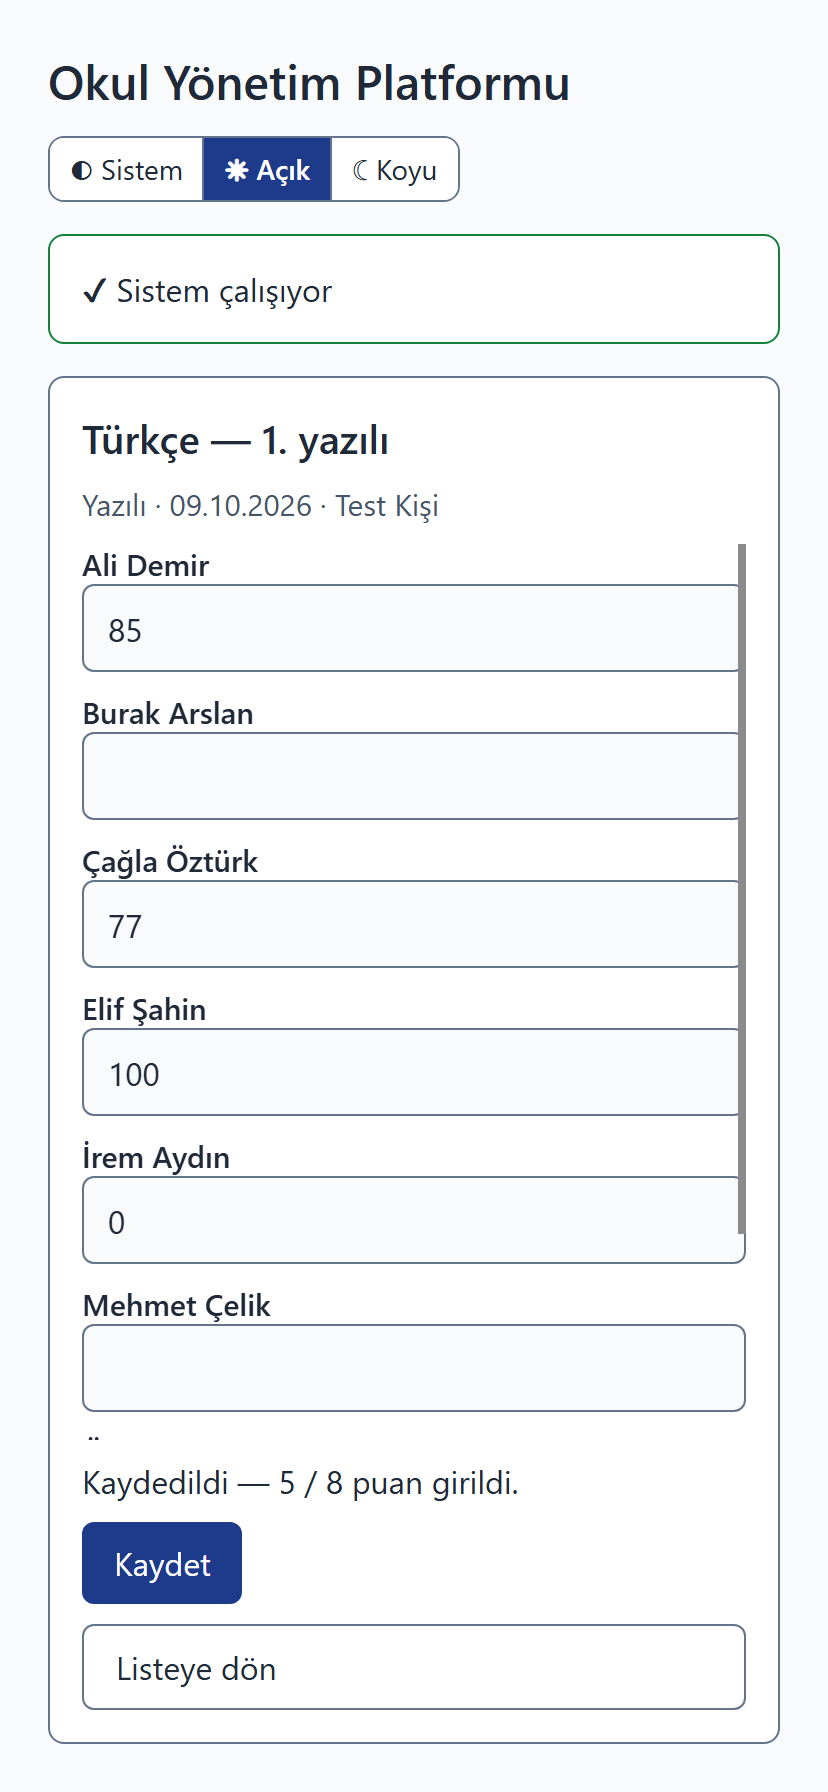 Okul Yönetim Platformu
◐ Sistem ✱ Açık ☾ Koyu
✓ Sistem çalışıyor
Türkçe — 1. yazılı
Yazılı · 09.10.2026 · Test Kişi
Ali Demir
85
Burak Arslan
Çağla Öztürk
77
Elif Şahin
100
İrem Aydın
0
Mehmet Çelik
Kaydedildi — 5 / 8 puan girildi.
Kaydet
Listeye dön